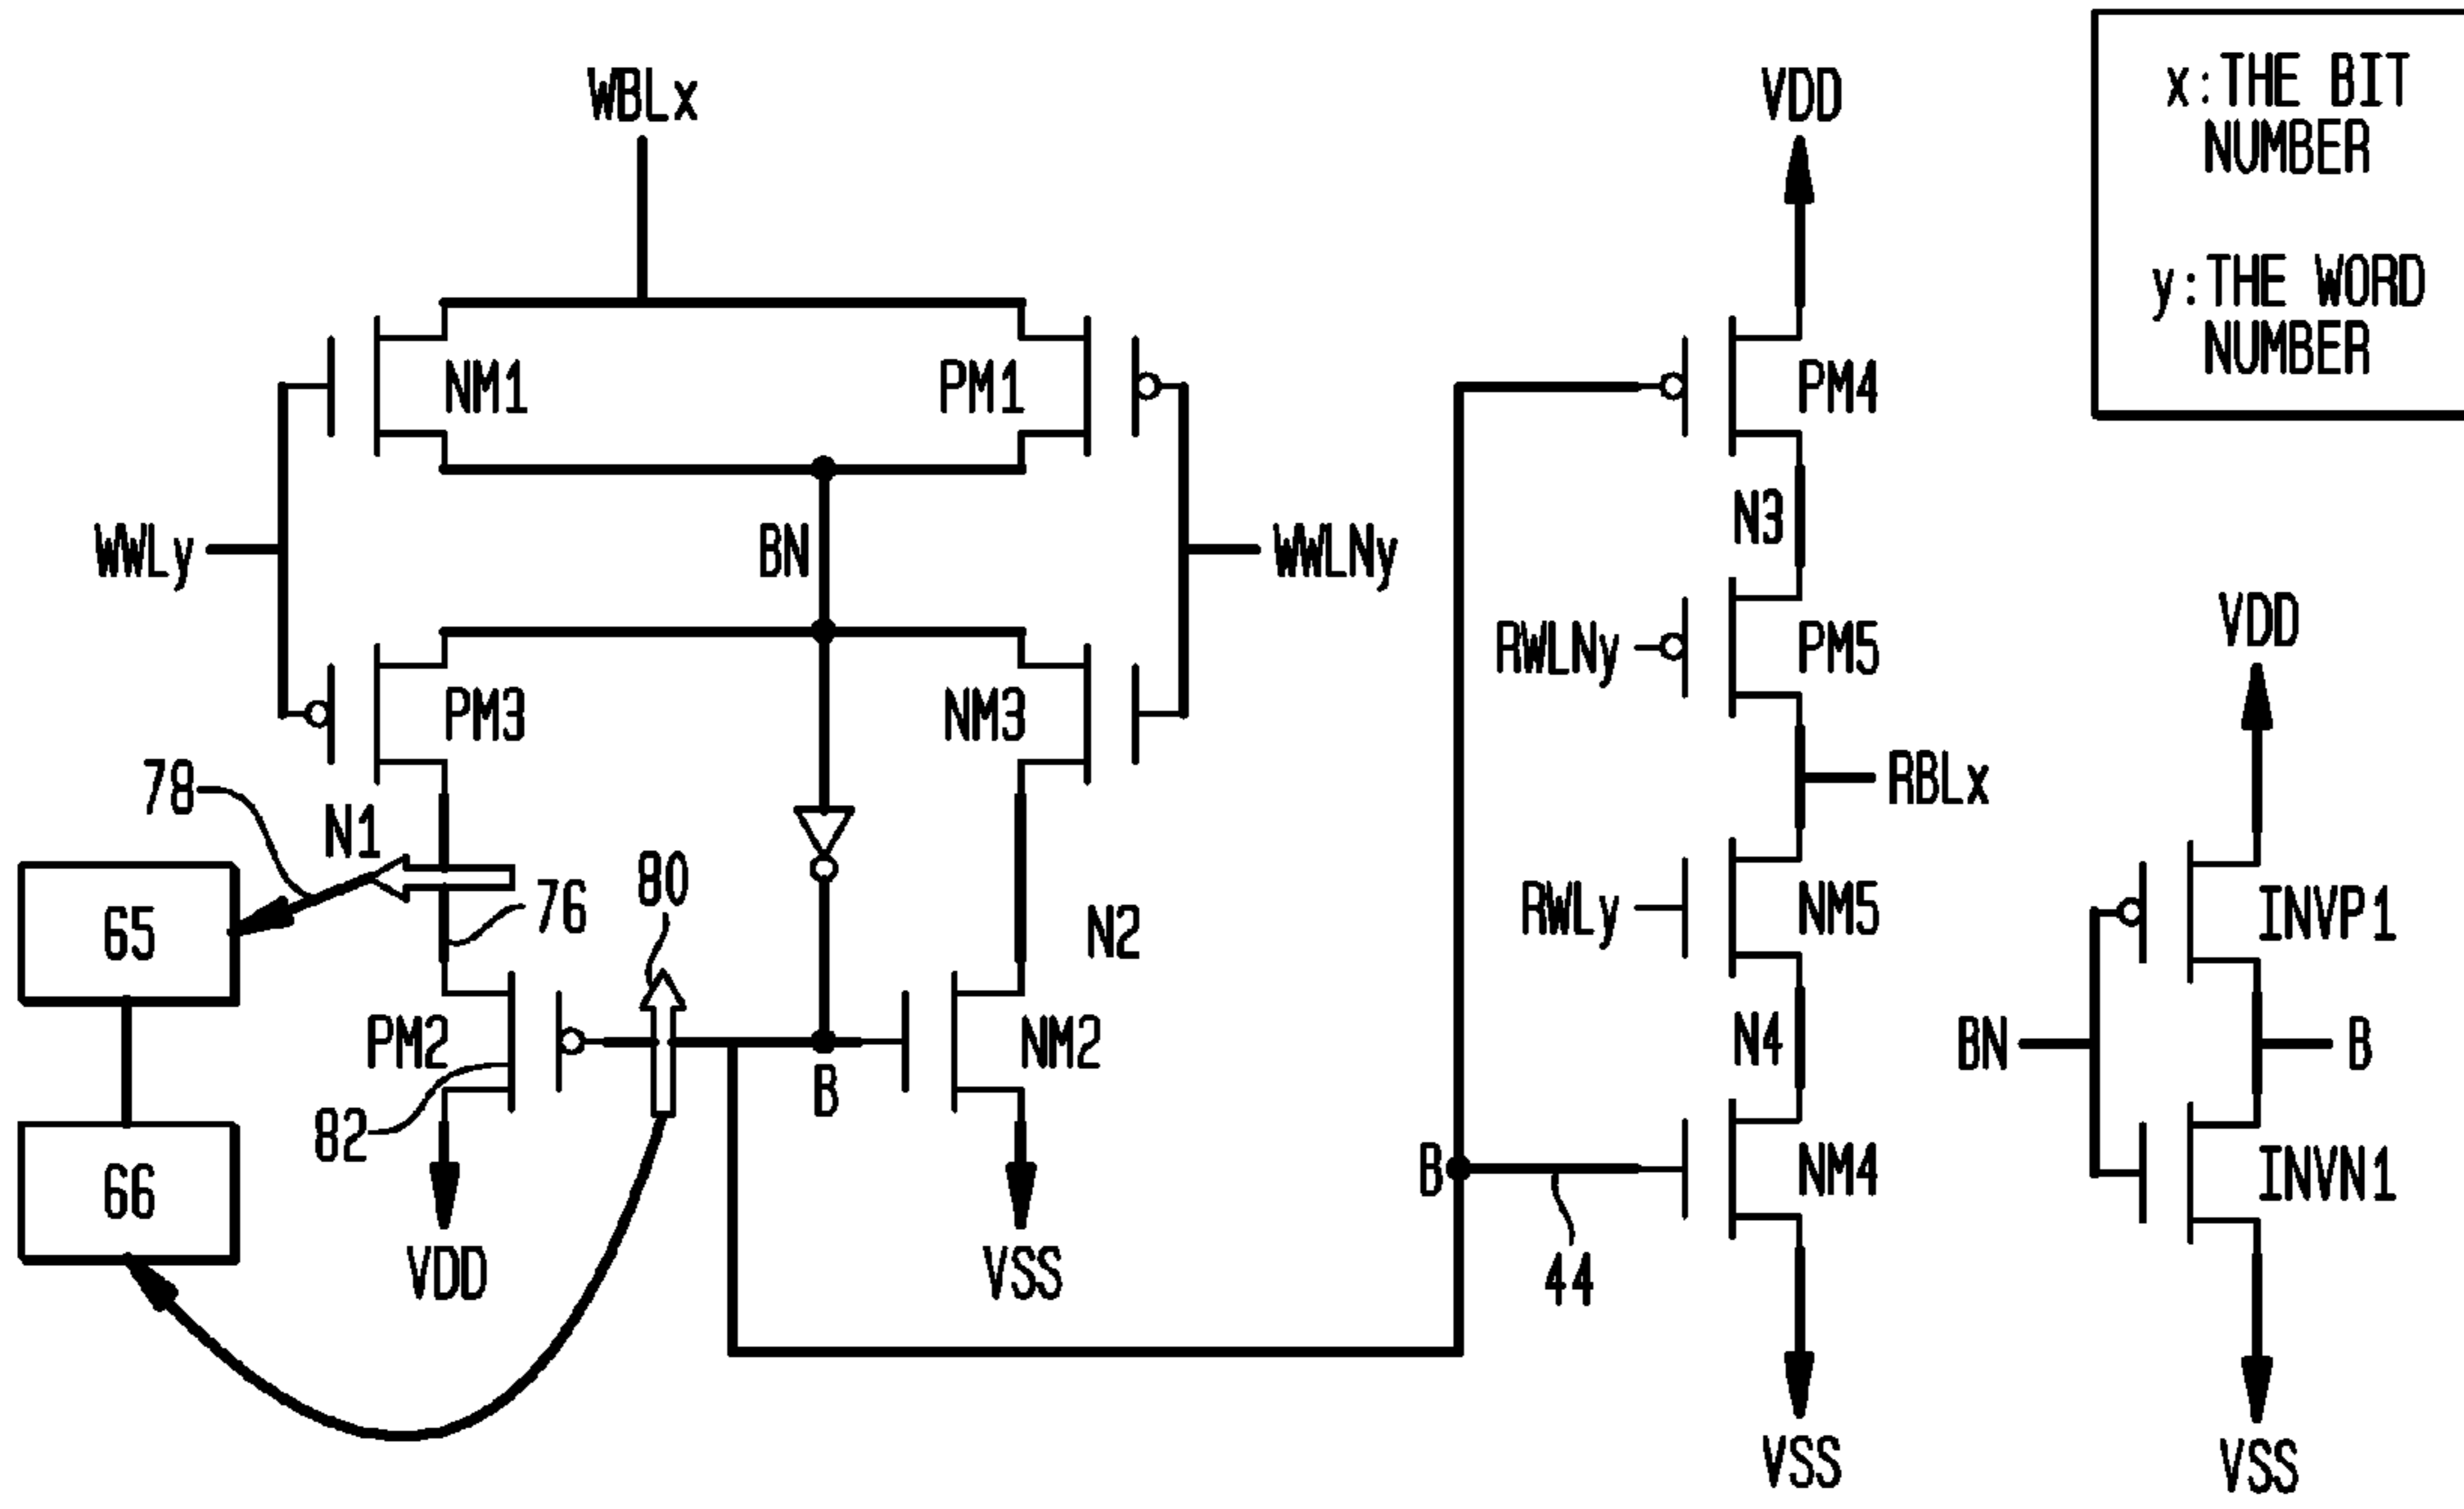 WBLx
VDD
x:THE BIT
NUMBER
y:THE WORD
NUMBER
NM1
PM1
PM4
WWLy
BN
WWLNy
N3
RWLNy
PM5
VDD
PM3
NM3
78
N1
RBLx
65
76
80
N2
RWLy
NM5
INVP1
PM2
B
NM2
N4
BN
B
82
66
B
NM4
INVN1
44
VDD
VSS
VSS
VSS